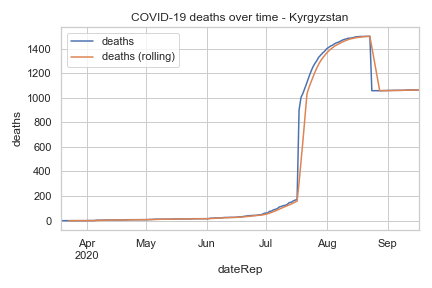 COVID-19 deaths over time - Kyrgyzstan
deaths
deaths (rolling)
1400
1200
1000
800
600
400
200
0
deaths
Apr
2020
May
Jun
Jul
Aug
Sep
dateRep